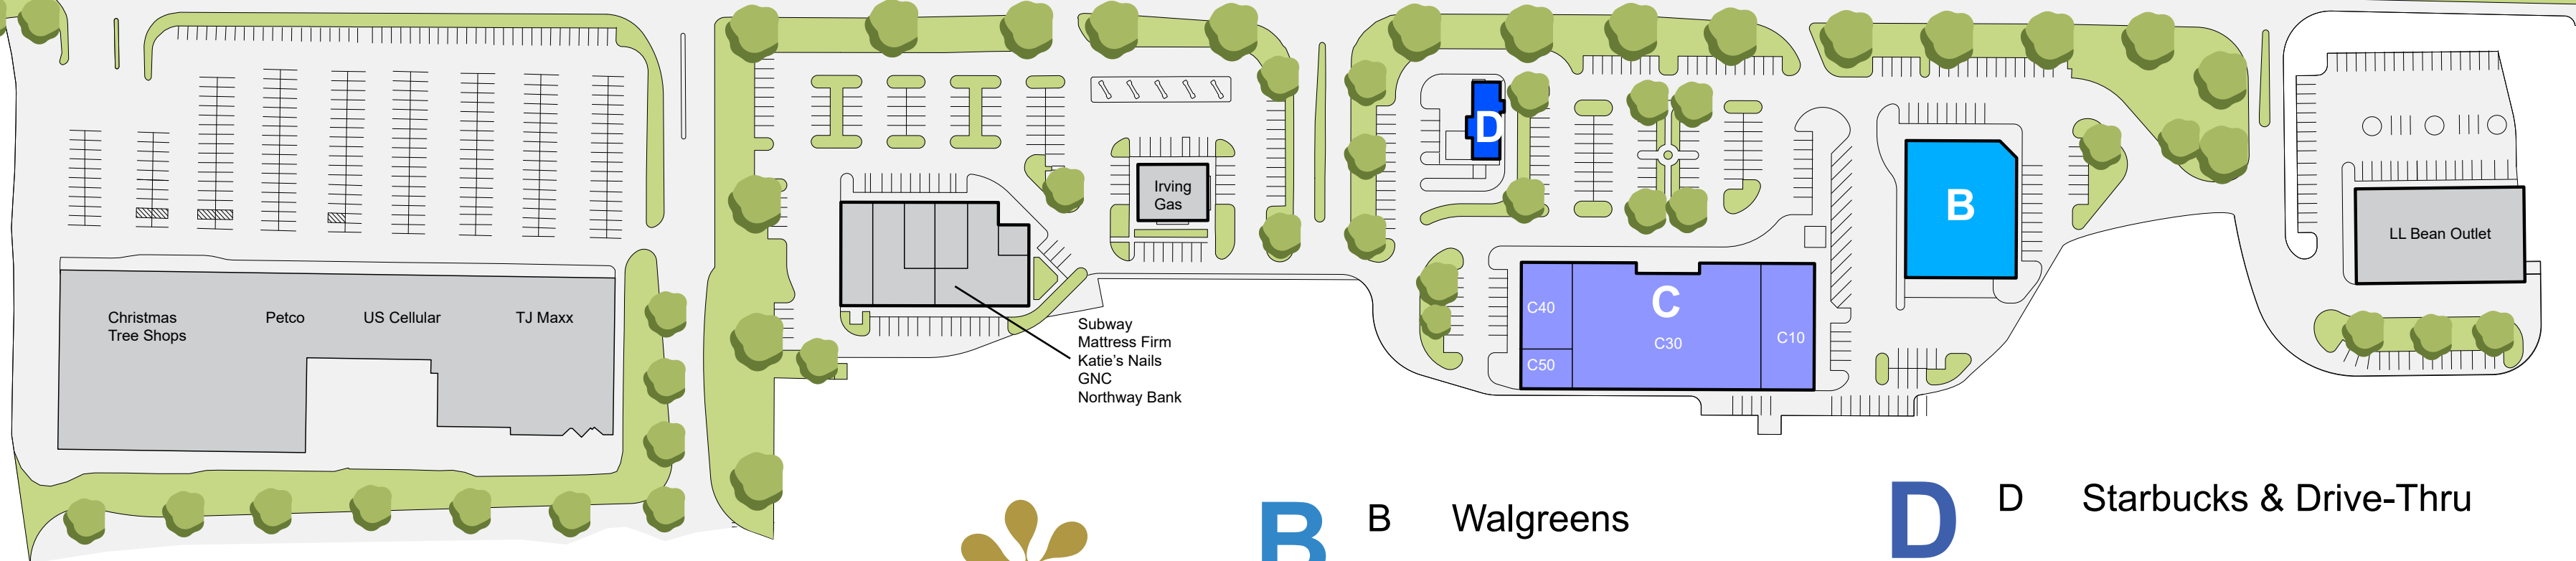 D
Irving
Gas
B
LL Bean Outlet
Christmas
Tree Shops
Petco
US Cellular
TJ Maxx
C
C40
C30
C10
C50
Subway
Mattress Firm
Katie's Nails
GNC
Northway Bank
B
B Walgreens
D
D Starbucks & Drive-Thru